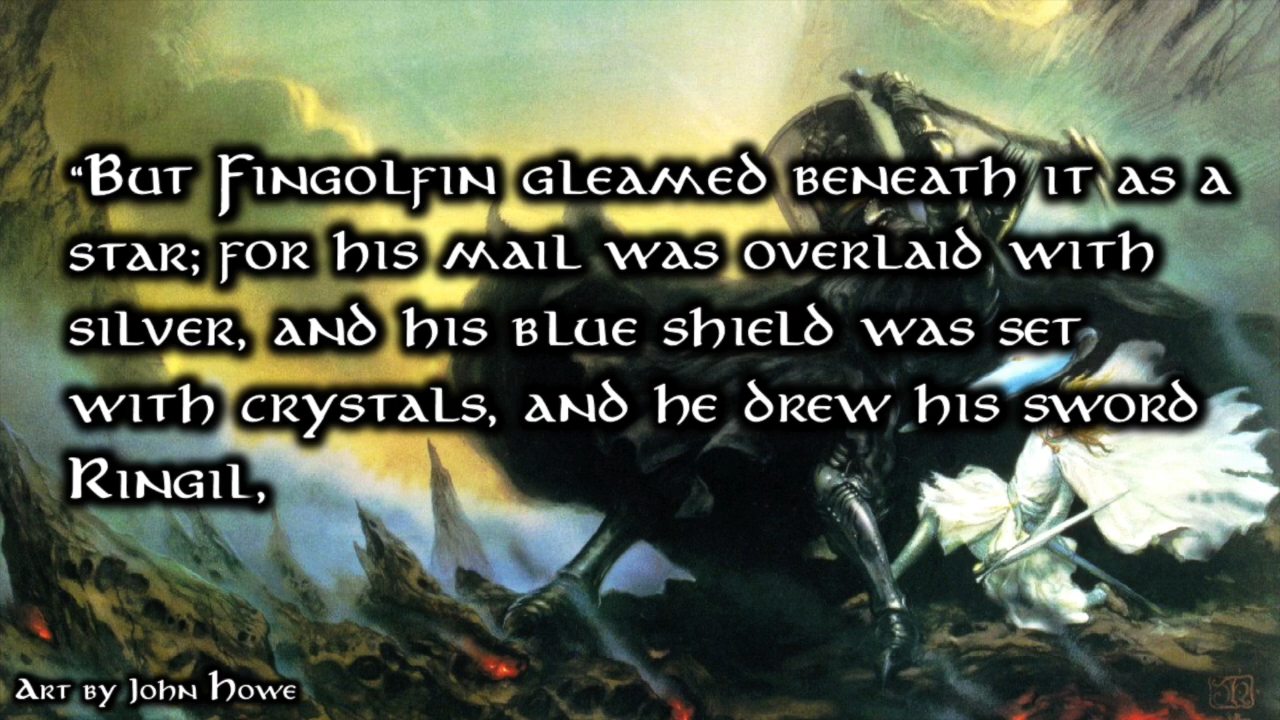 “But Fingolfin gleamed beneath it as a
star; for his mail was overlaid with
silver, and his blue shield was set
with crystals, and he drew his sword
Ringil,
Art by John Howe